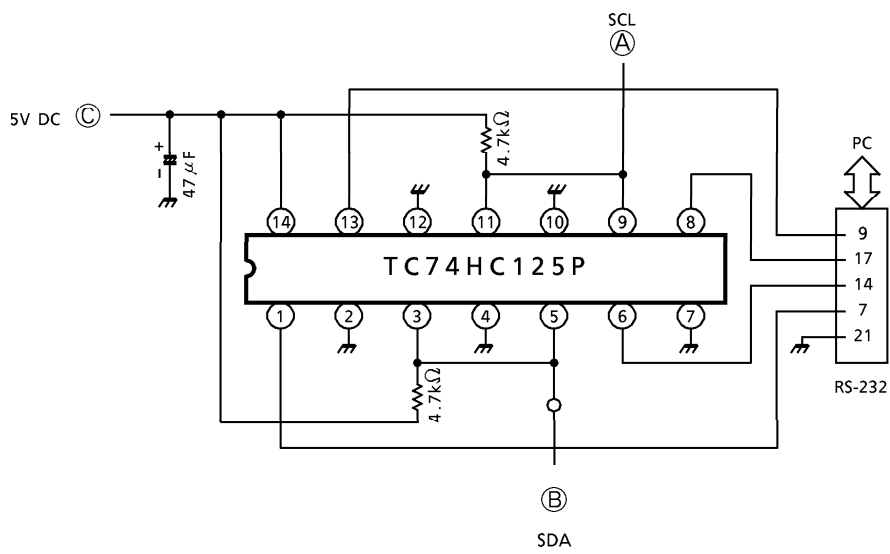 SCL
A
5V DC C
4.7kΩ
+
-
47μF
PC
14 13 12 11 10 9 8
9
TC74HC125P
17
14
1 2 3 4 5 6 7
7
21
4.7kΩ
RS-232
B
SDA